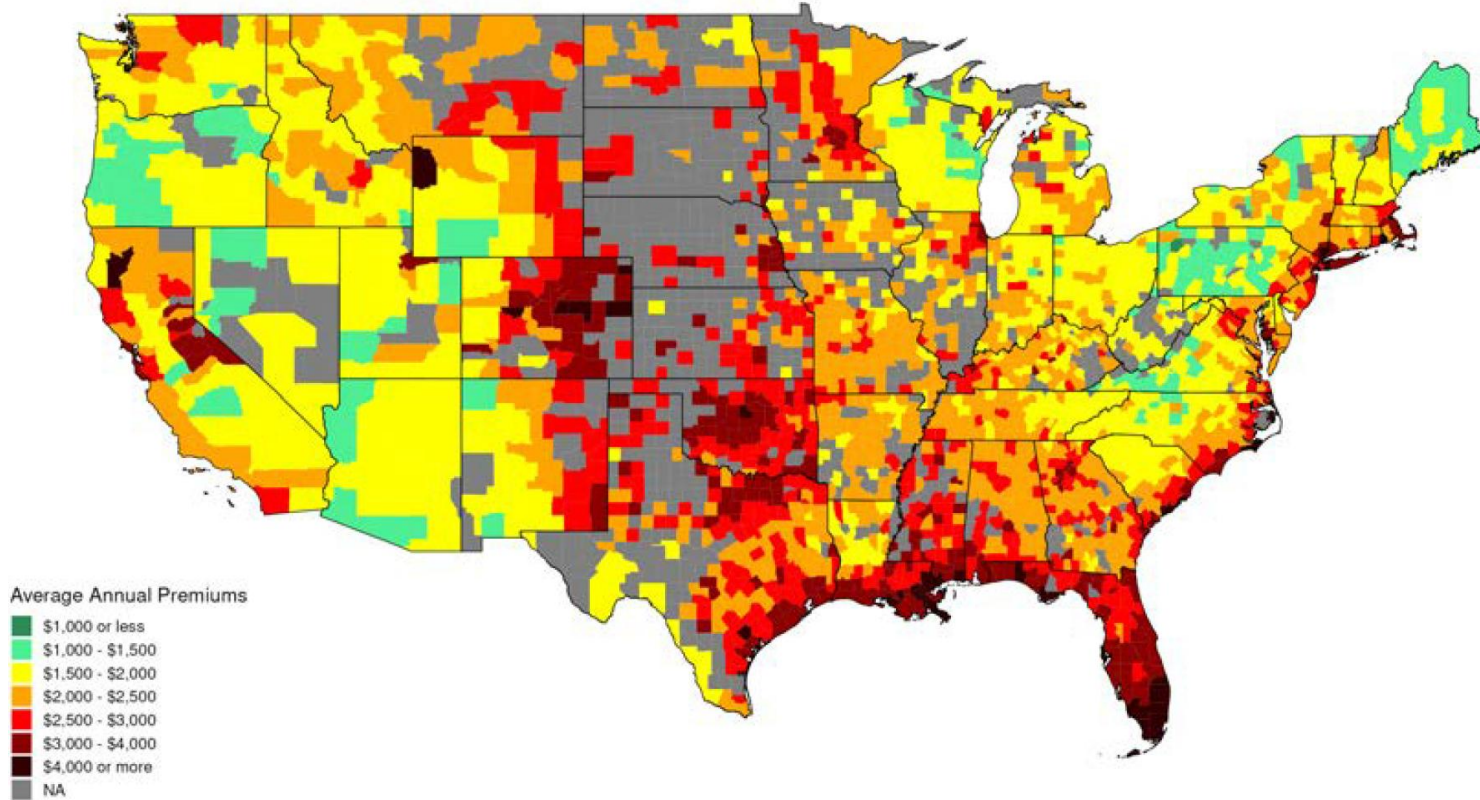 Average Annual Premiums
$1,000 or less
$1,000 - $1,500
$1,500 - $2,000
$2,000 - $2,500
$2,500 - $3,000
$3,000 - $4,000
$4,000 or more
NA